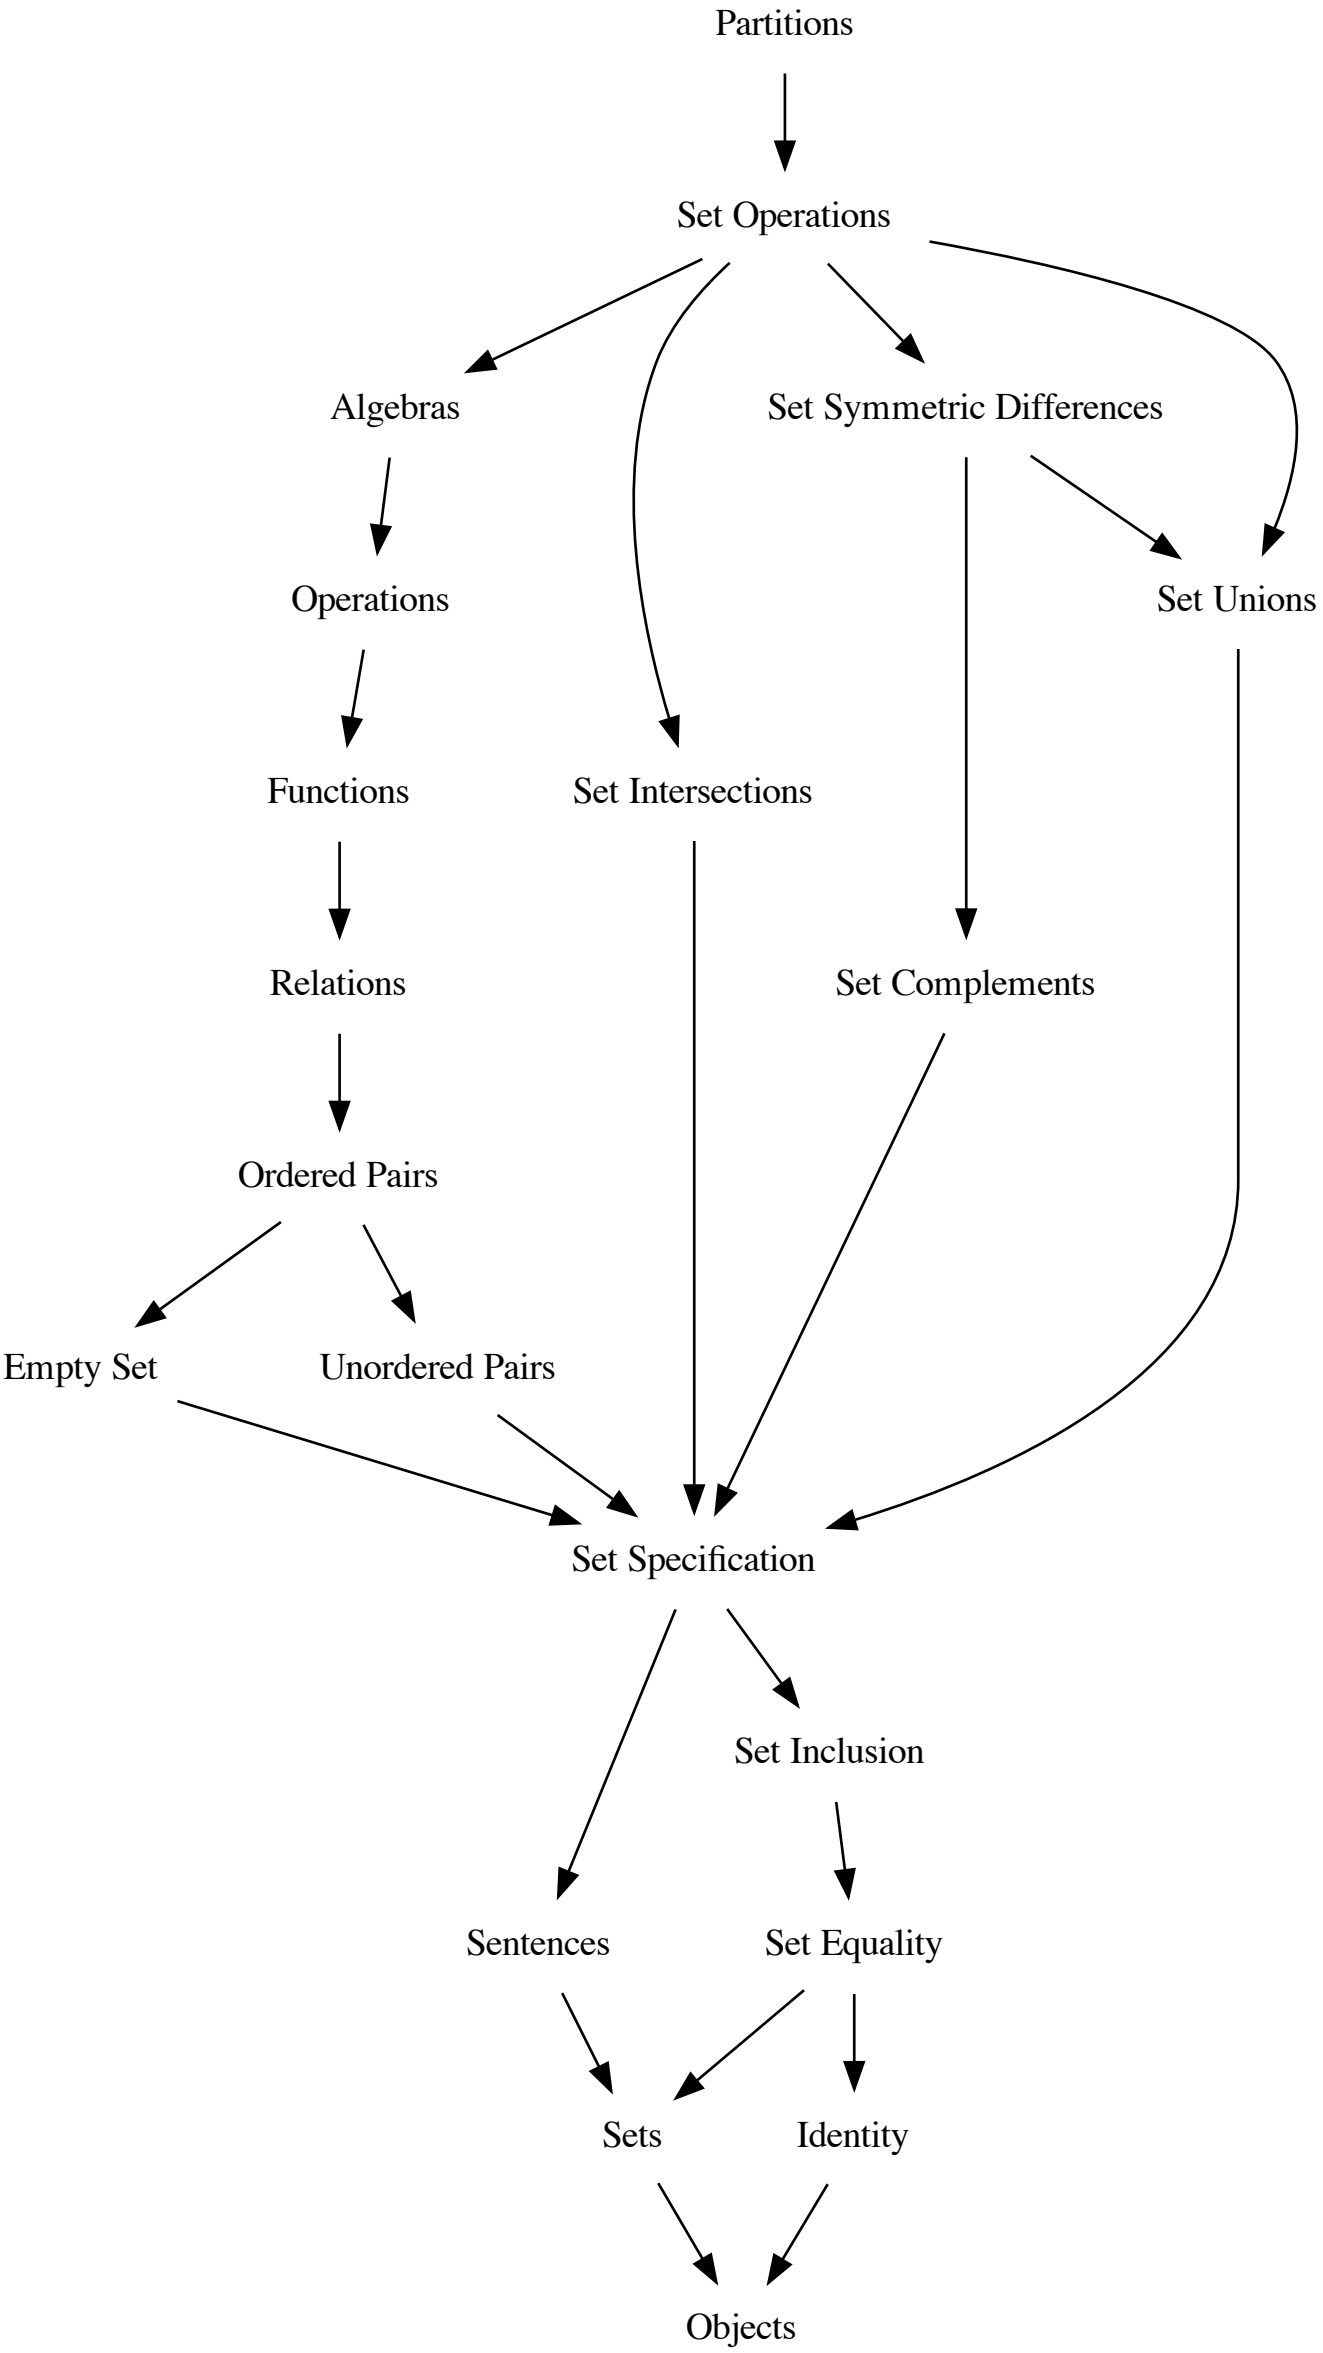 Partitions
Set Operations
Algebras
Set Symmetric Differences
Operations
Set Unions
Functions
Set Intersections
Relations
Set Complements
Ordered Pairs
Empty Set
Unordered Pairs
Set Specification
Set Inclusion
Sentences
Set Equality
Sets
Identity
Objects